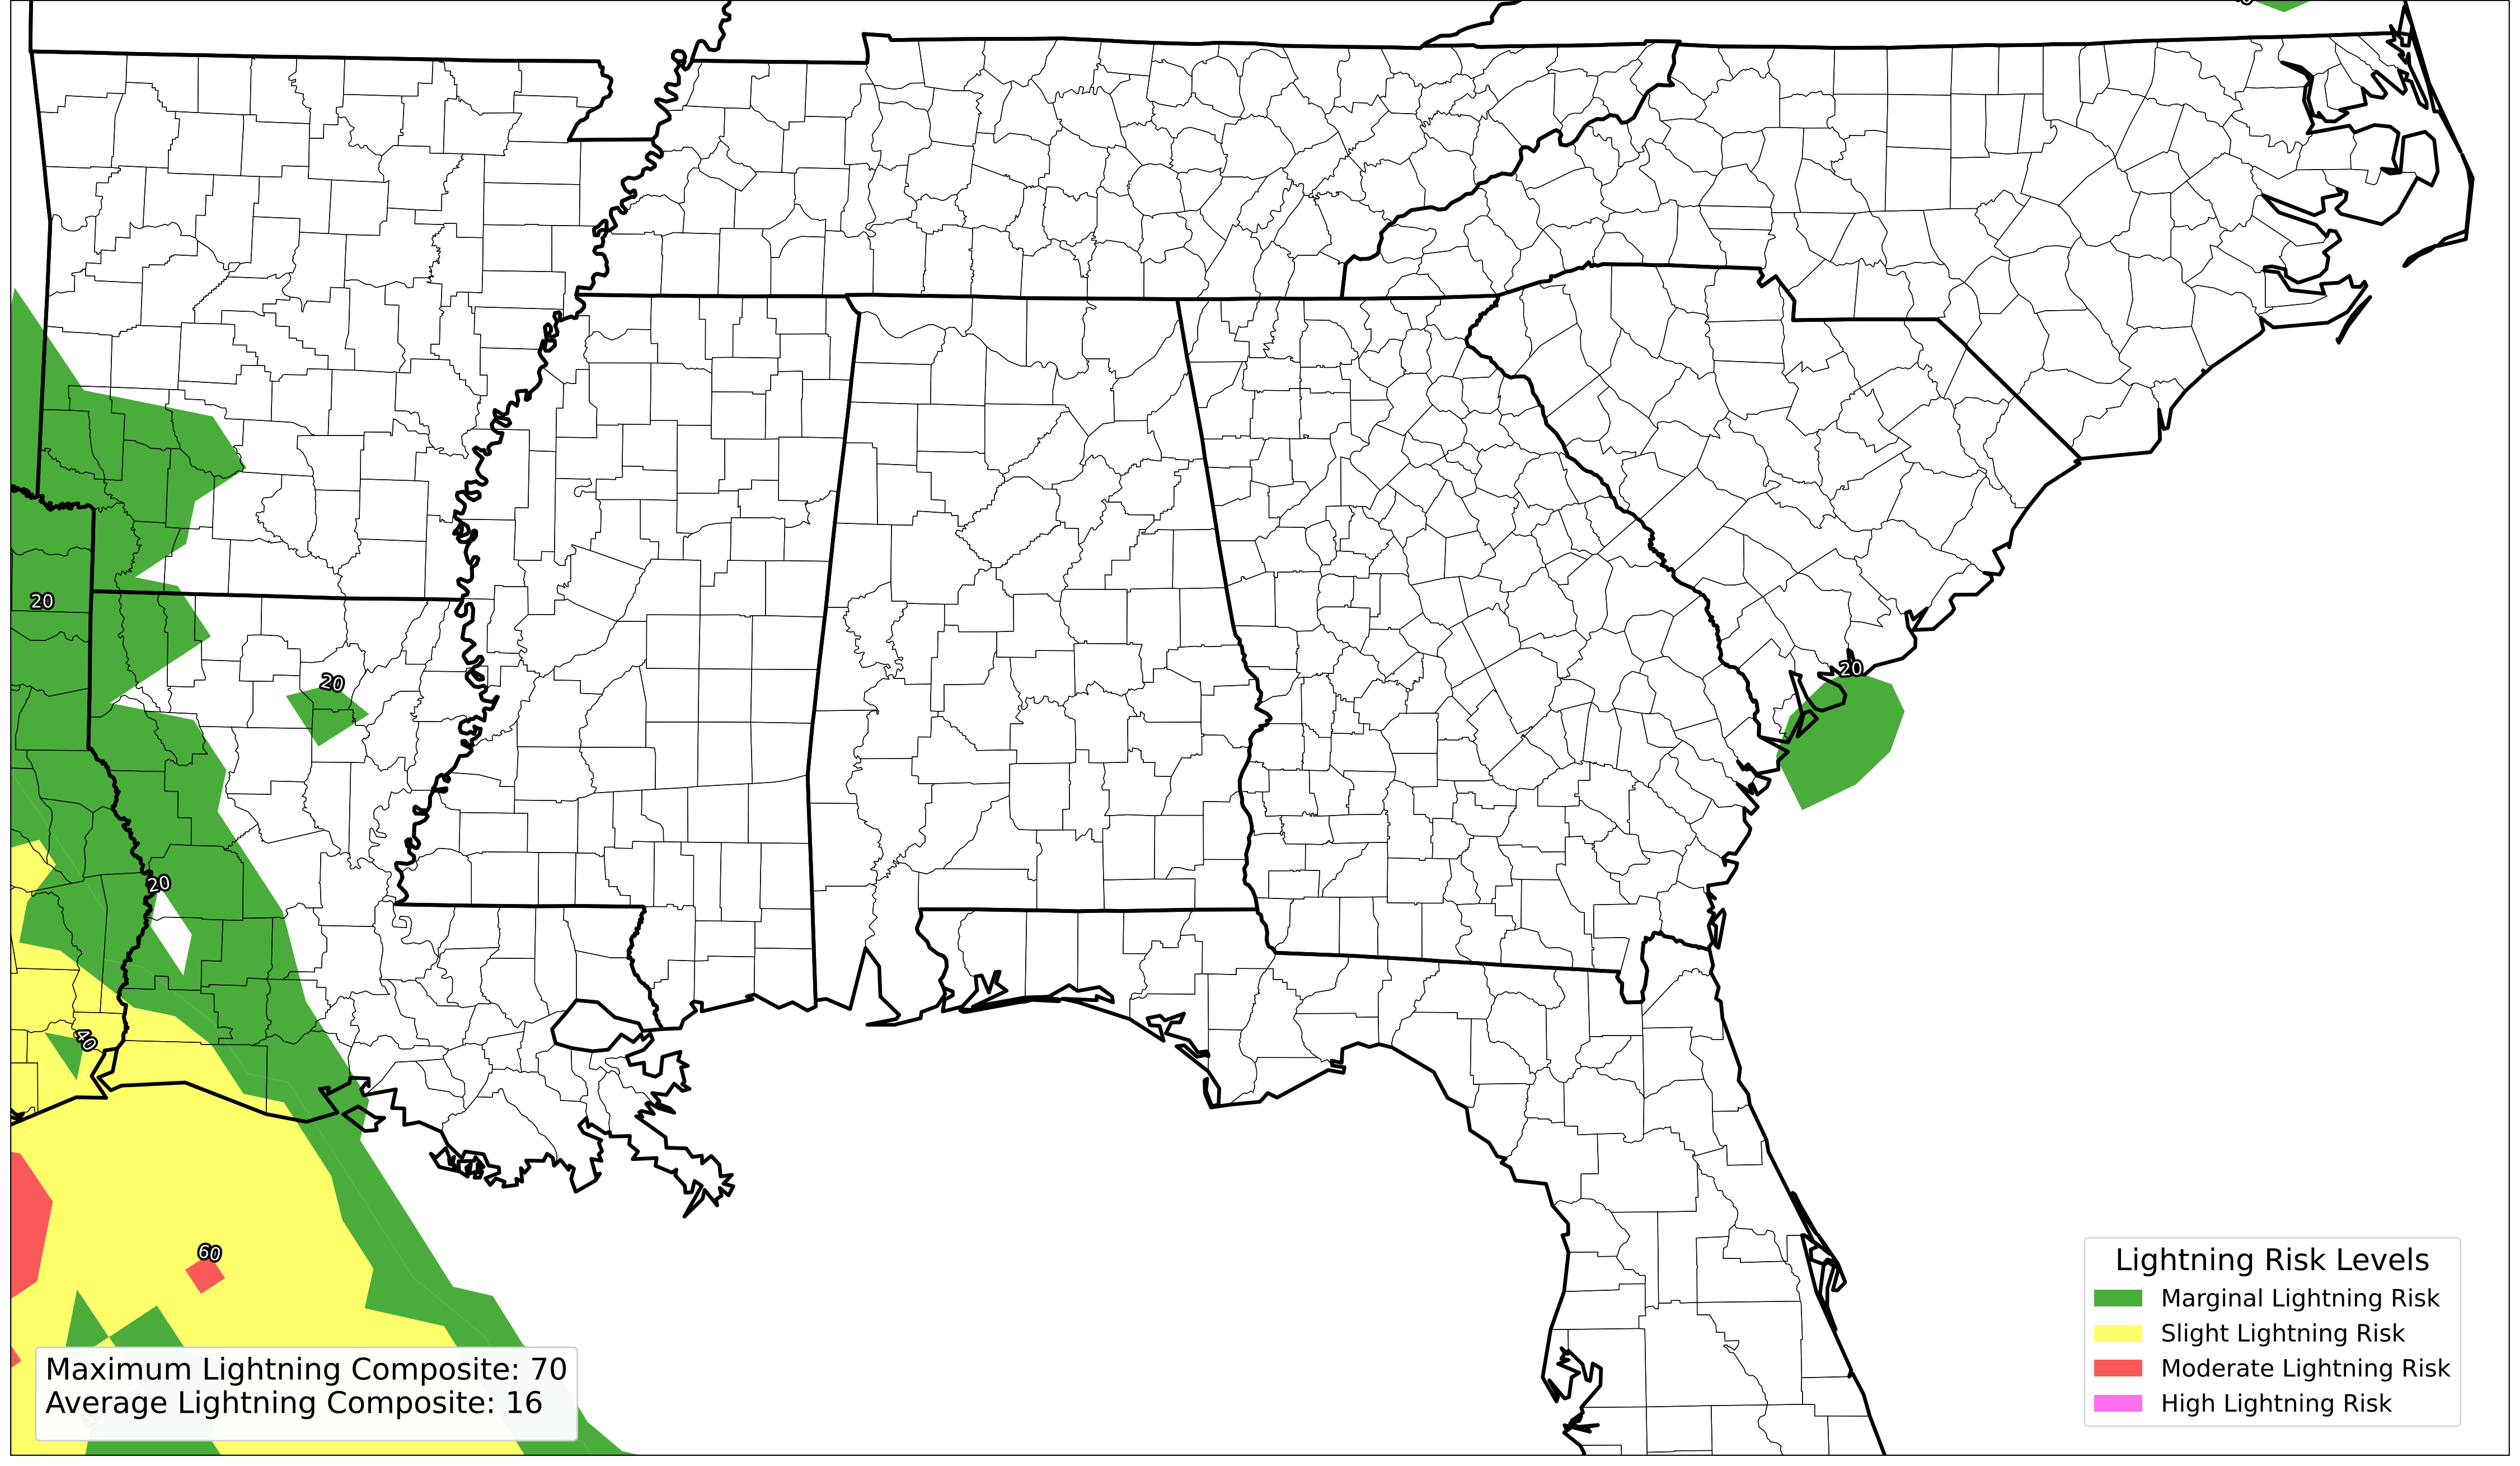 20
20
20
20
40
60
Maximum Lightning Composite: 70
Average Lightning Composite: 16
Lightning Risk Levels
Marginal Lightning Risk
Slight Lightning Risk
Moderate Lightning Risk
High Lightning Risk